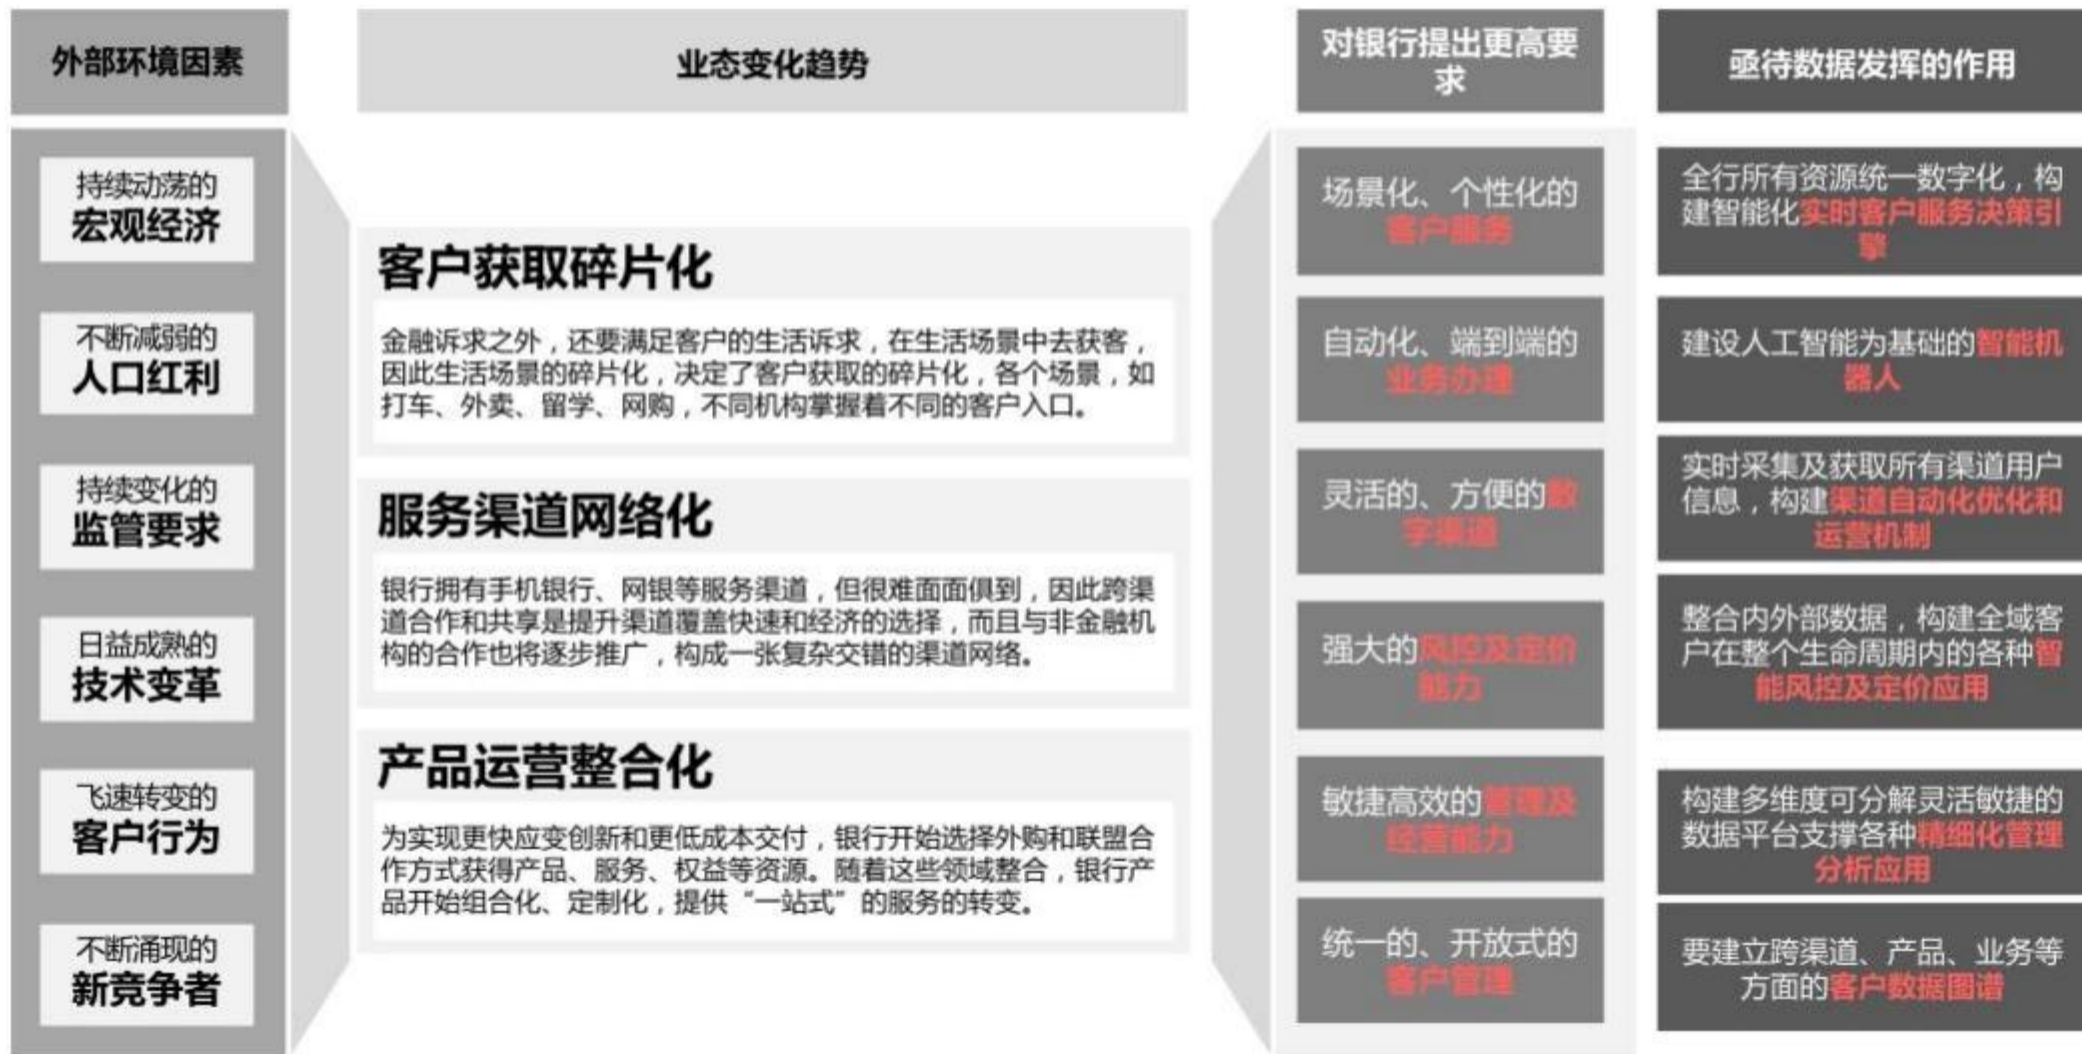 外部环境因素
持续动荡的
宏观经济
不断减弱的
人口红利
持续变化的
监管要求
日益成熟的
技术变革
飞速转变的
客户行为
不断涌现的
新竞争者
业态变化趋势
客户获取碎片化
金融诉求之外，还要满足客户的生活诉求，在生活场景中去获客，
因此生活场景的碎片化，决定了客户获取的碎片化，各个场景，如
打车、外卖、留学、网购，不同机构掌握着不同的客户入口。
服务渠道网络化
银行拥有手机银行、网银等服务渠道，但很难面面俱到，因此跨渠
道合作和共享是提升渠道覆盖快速和经济的选择，而且与非金融机
构的合作也将逐步推广，构成一张复杂交错的渠道网络。
产品运营整合化
为实现更快应变创新和更低成本交付，银行开始选择外购和联盟合
作方式获得产品、服务、权益等资源。随着这些领域整合，银行产
品开始组合化、定制化，提供“一站式”的服务的转变。
对银行提出更高要
求
场景化、个性化的
客户服务
自动化、端到端的
业务办理
灵活的、方便的数
字渠道
强大的风控及定价
能力
敏捷高效的管理及
经营能力
统一的、开放式的
客户管理
亟待数据发挥的作用
全行所有资源统一数字化，构
建智能化实时客户服务决策引
擎
建设人工智能为基础的智能机
器人
实时采集及获取所有渠道用户
信息，构建渠道自动化优化和
运营机制
整合内外部数据，构建全域客
户在整个生命周期内的各种智
能风控及定价应用
构建多维度可分解灵活敏捷的
数据平台支撑各种精细化管理
分析应用
要建立跨渠道、产品、业务等
方面的客户数据图谱